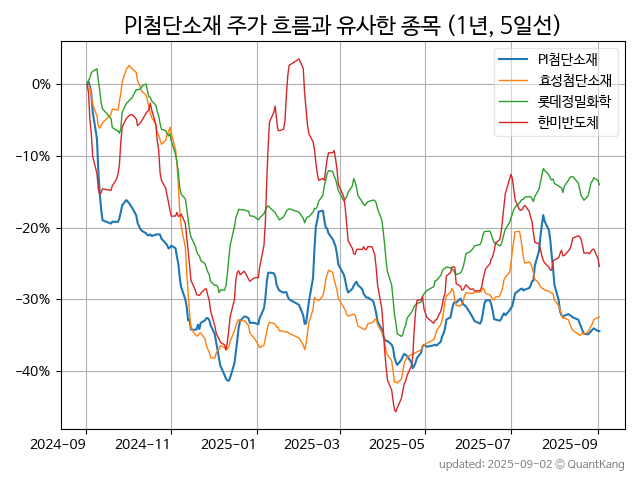 PI첨단소재 주가 흐름과 유사한 종목 (1년, 5일선)
PI첨단소재
효성첨단소재
롯데정밀화학
한미반도체
0%
−10%
−20%
−30%
−40%
2024-09 2024-11 2025-01 2025-03 2025-05 2025-07 2025-09
updated: 2025-09-02 © QuantKang